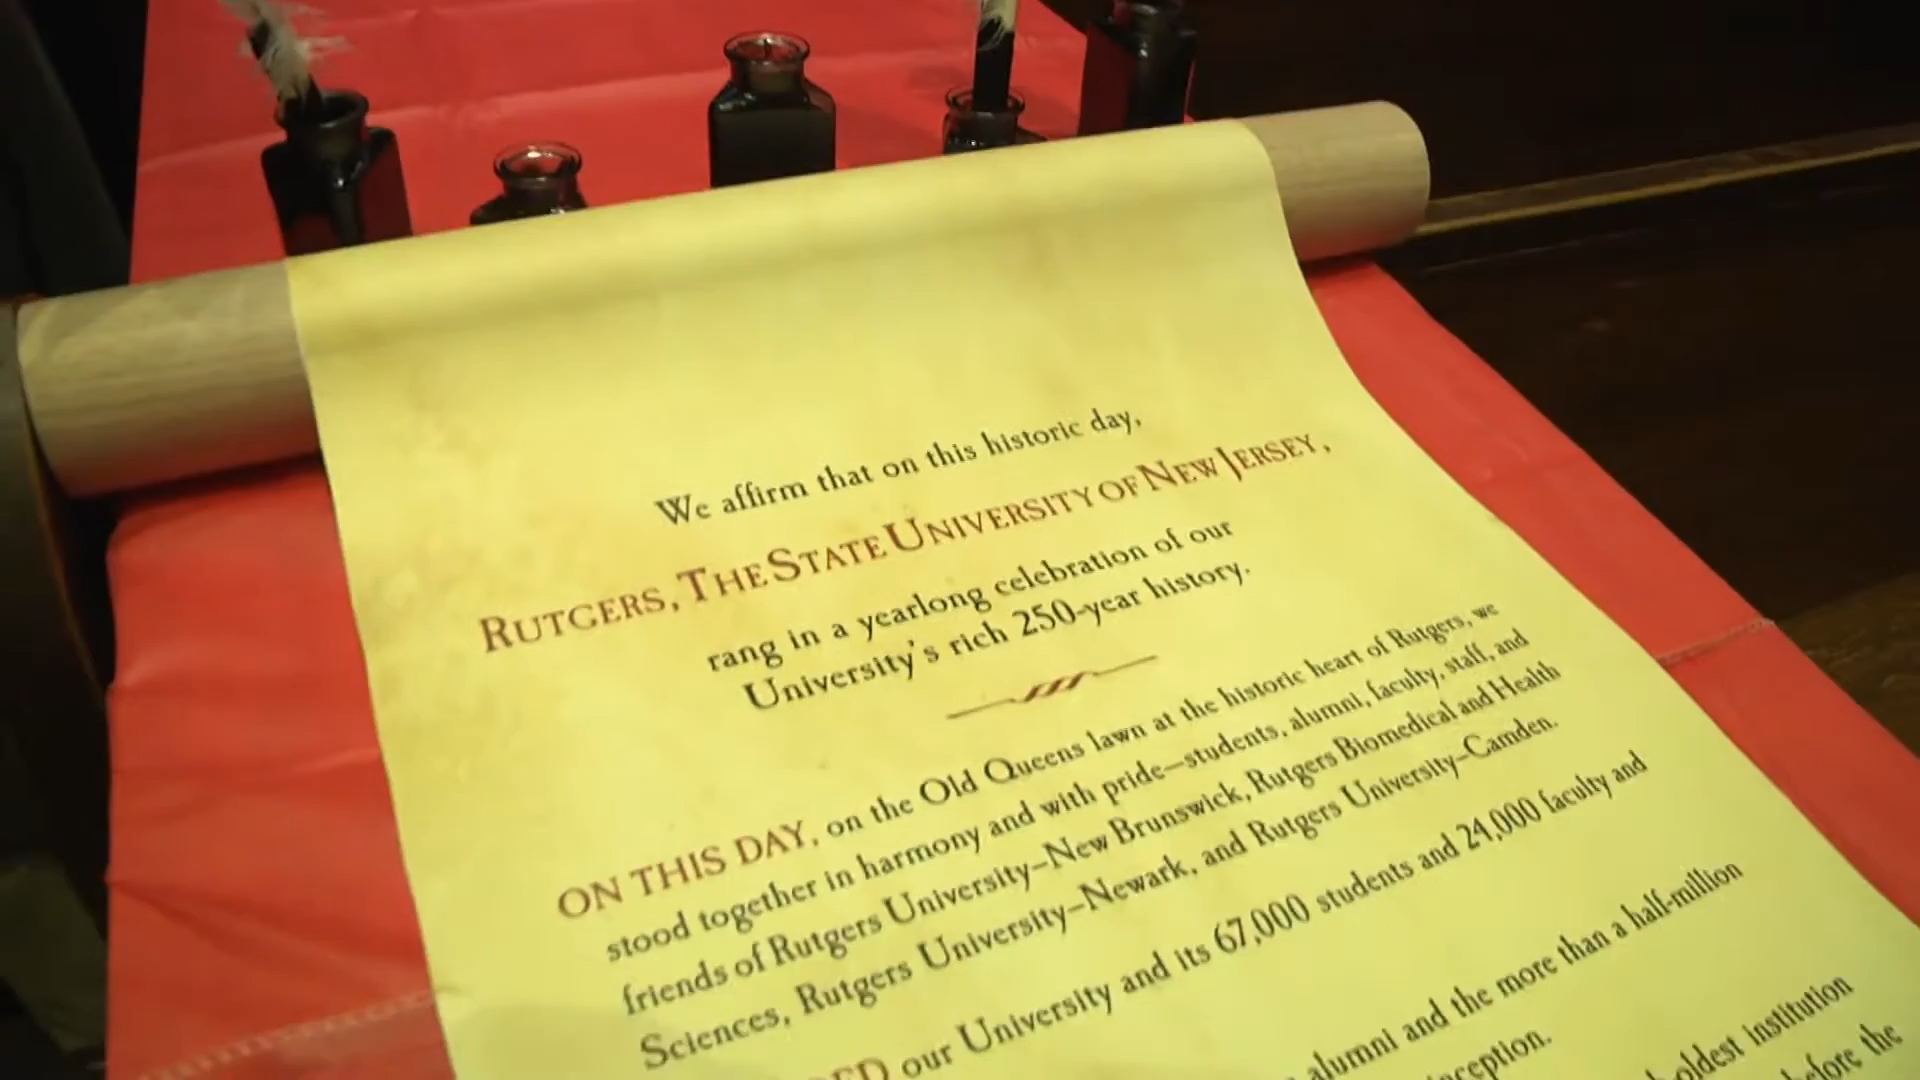 We affirm that on this historic day,
RUTGERS, THE STATE UNIVERSITY OF NEW JERSEY,
rang in a yearlong celebration of our
University's rich 250-year history.
ON THIS DAY, on the Old Queens lawn at the historic heart of Rutgers, we
stood together in harmony and with pride—students, alumni, faculty, staff, and
friends of Rutgers University–New Brunswick, Rutgers Biomedical and Health
Sciences, Rutgers University–Newark, and Rutgers University–Camden.
our University and its 67,000 students and 24,000 faculty and
alumni and the more than a half-million
oldest institution
before the